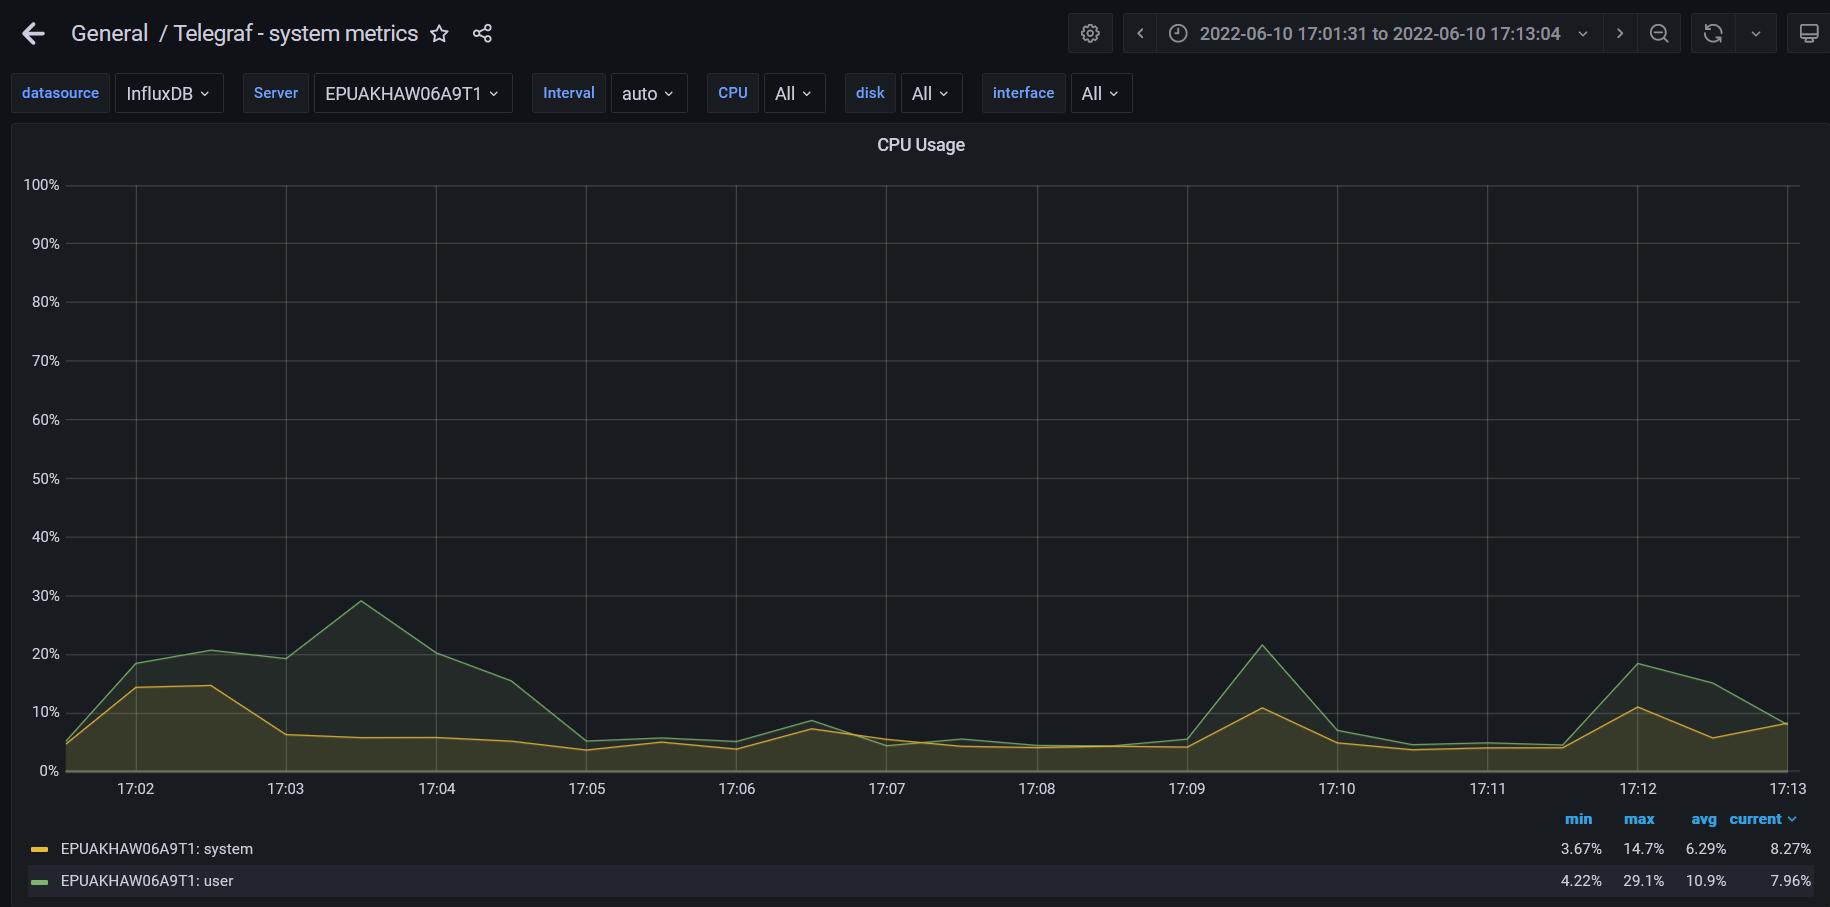 General / Telegraf - system metrics
2022-06-10 17:01:31 to 2022-06-10 17:13:04
datasource InfluxDB Server EPUAKHAW06A9T1 Interval auto CPU All disk All interface All
CPU Usage
100%
90%
80%
70%
60%
50%
40%
30%
20%
10%
0%
17:02 17:03 17:04 17:05 17:06 17:07 17:08 17:09 17:10 17:11 17:12 17:13
min max avg current
EPUAKHAW06A9T1: system 3.67% 14.7% 6.29% 8.27%
EPUAKHAW06A9T1: user 4.22% 29.1% 10.9% 7.96%